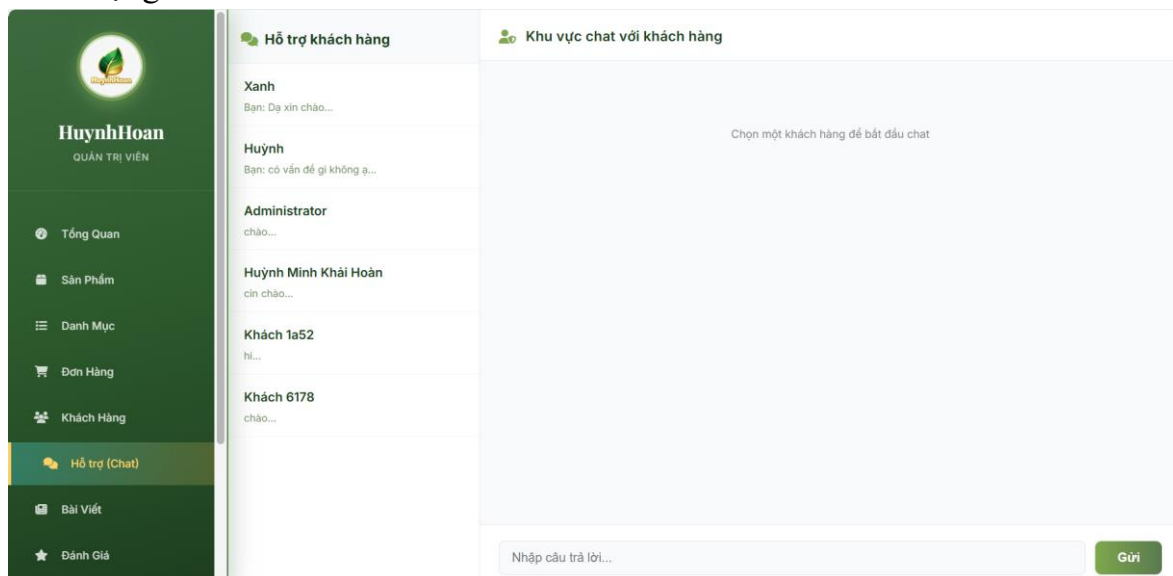 HuynhHoan
HuynhHoan
QUẢN TRỊ VIÊN
Tổng Quan
Sản Phẩm
Danh Mục
Đơn Hàng
Khách Hàng
Hỗ trợ (Chat)
Bài Viết
Đánh Giá
Hỗ trợ khách hàng
Xanh
Bạn: Dạ xin chào...
Huỳnh
Bạn: có vấn đề gì không ạ...
Administrator
chào...
Huỳnh Minh Khải Hoàn
cin chào...
Khách 1a52
hi...
Khách 6178
chào...
Khu vực chat với khách hàng
Chọn một khách hàng để bắt đầu chat
Nhập câu trả lời...
Gửi